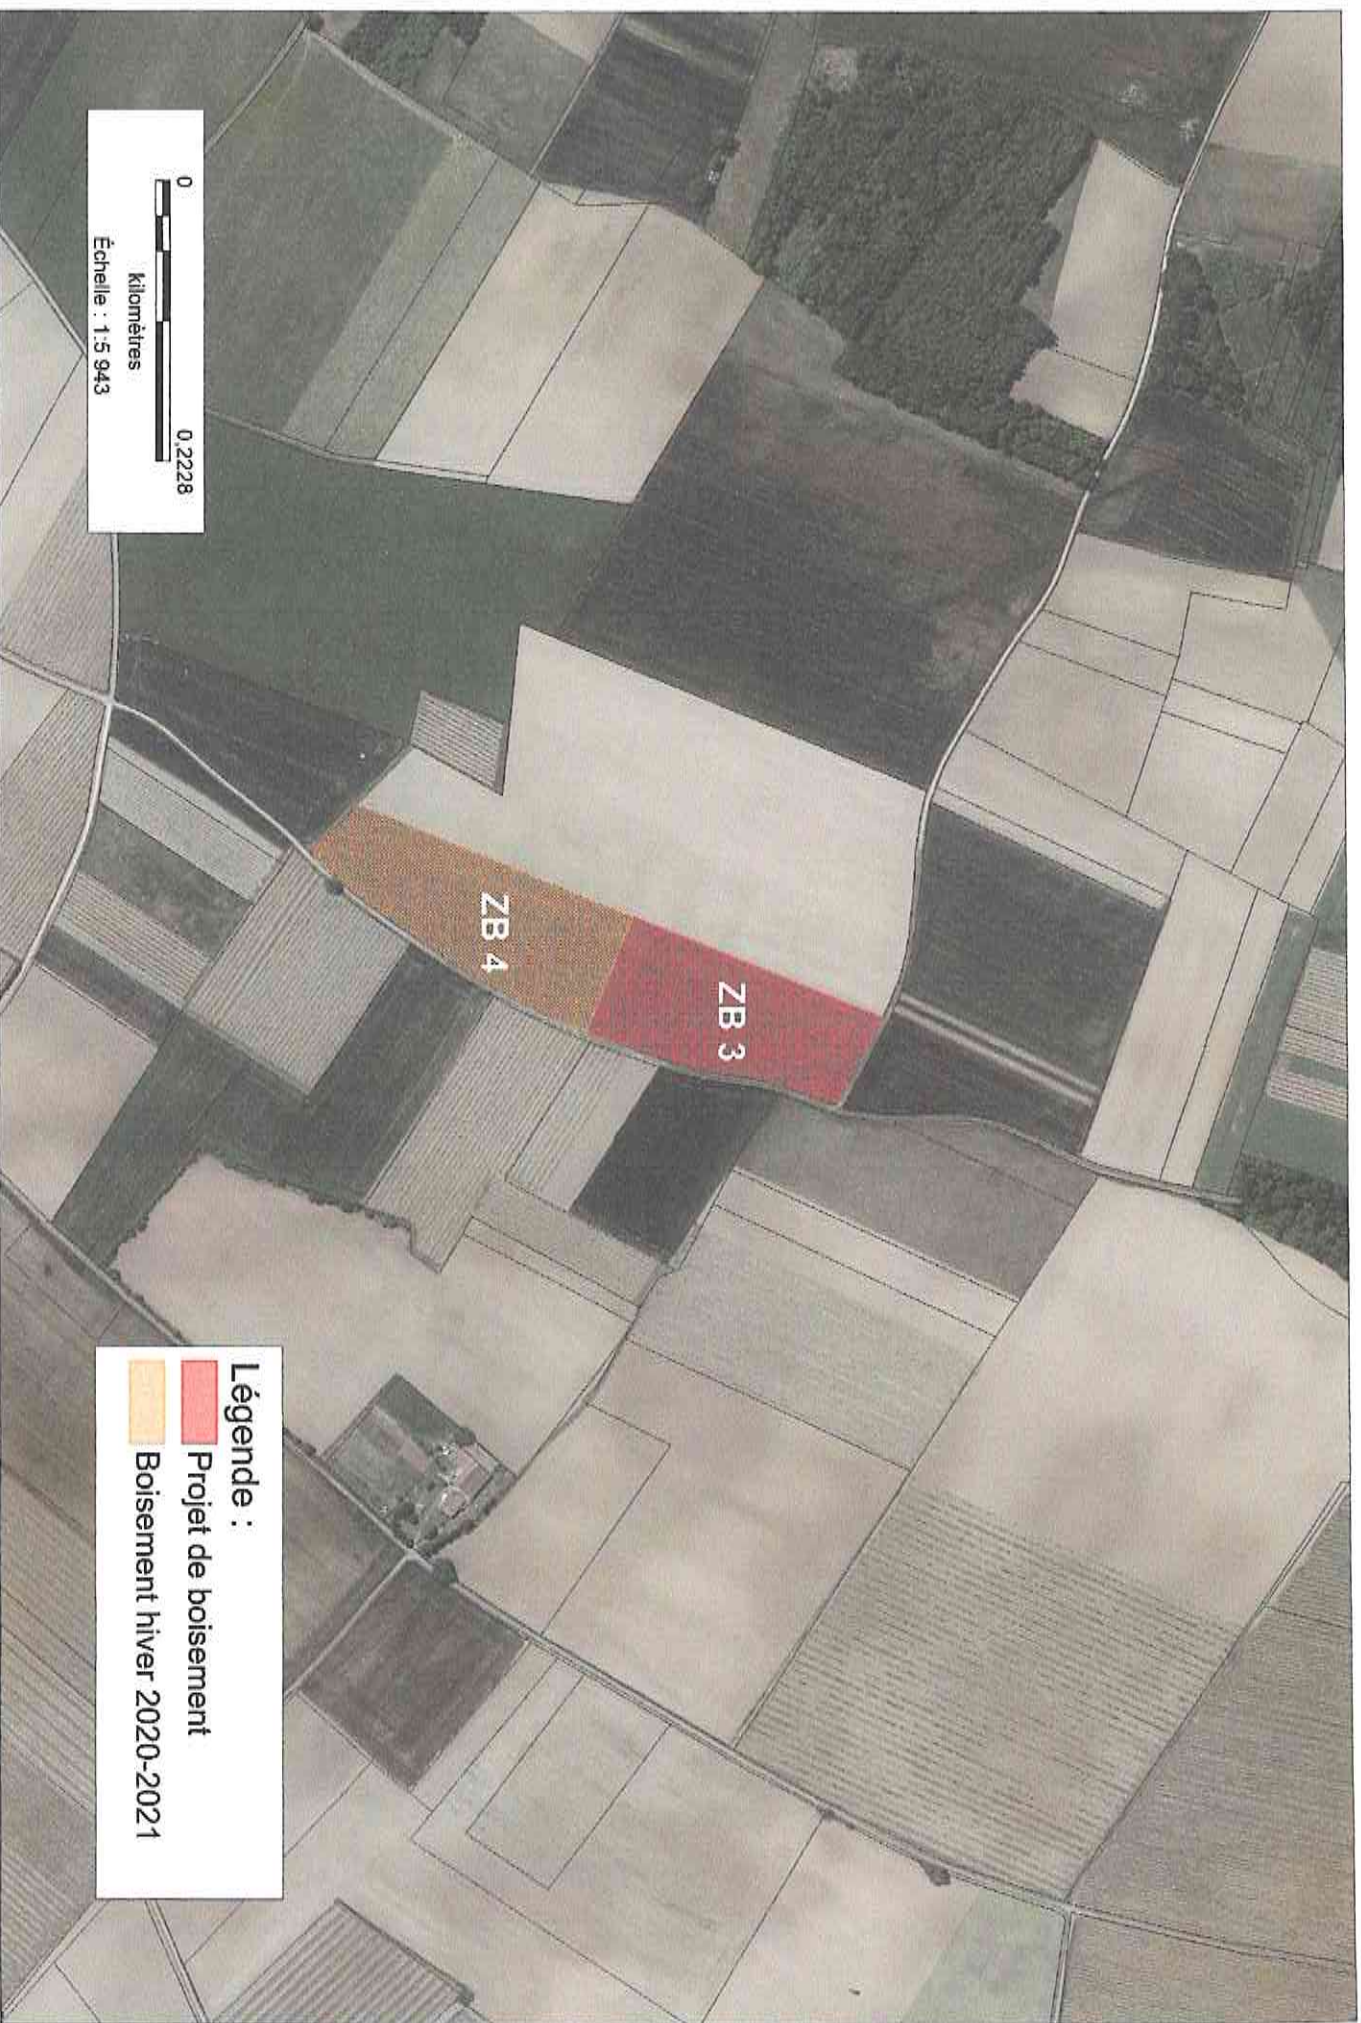 ZB 3
ZB 4
0 0,2228
kilomètres
Échelle : 1:5 943
Légende :
Projet de boisement
Boisement hiver 2020-2021